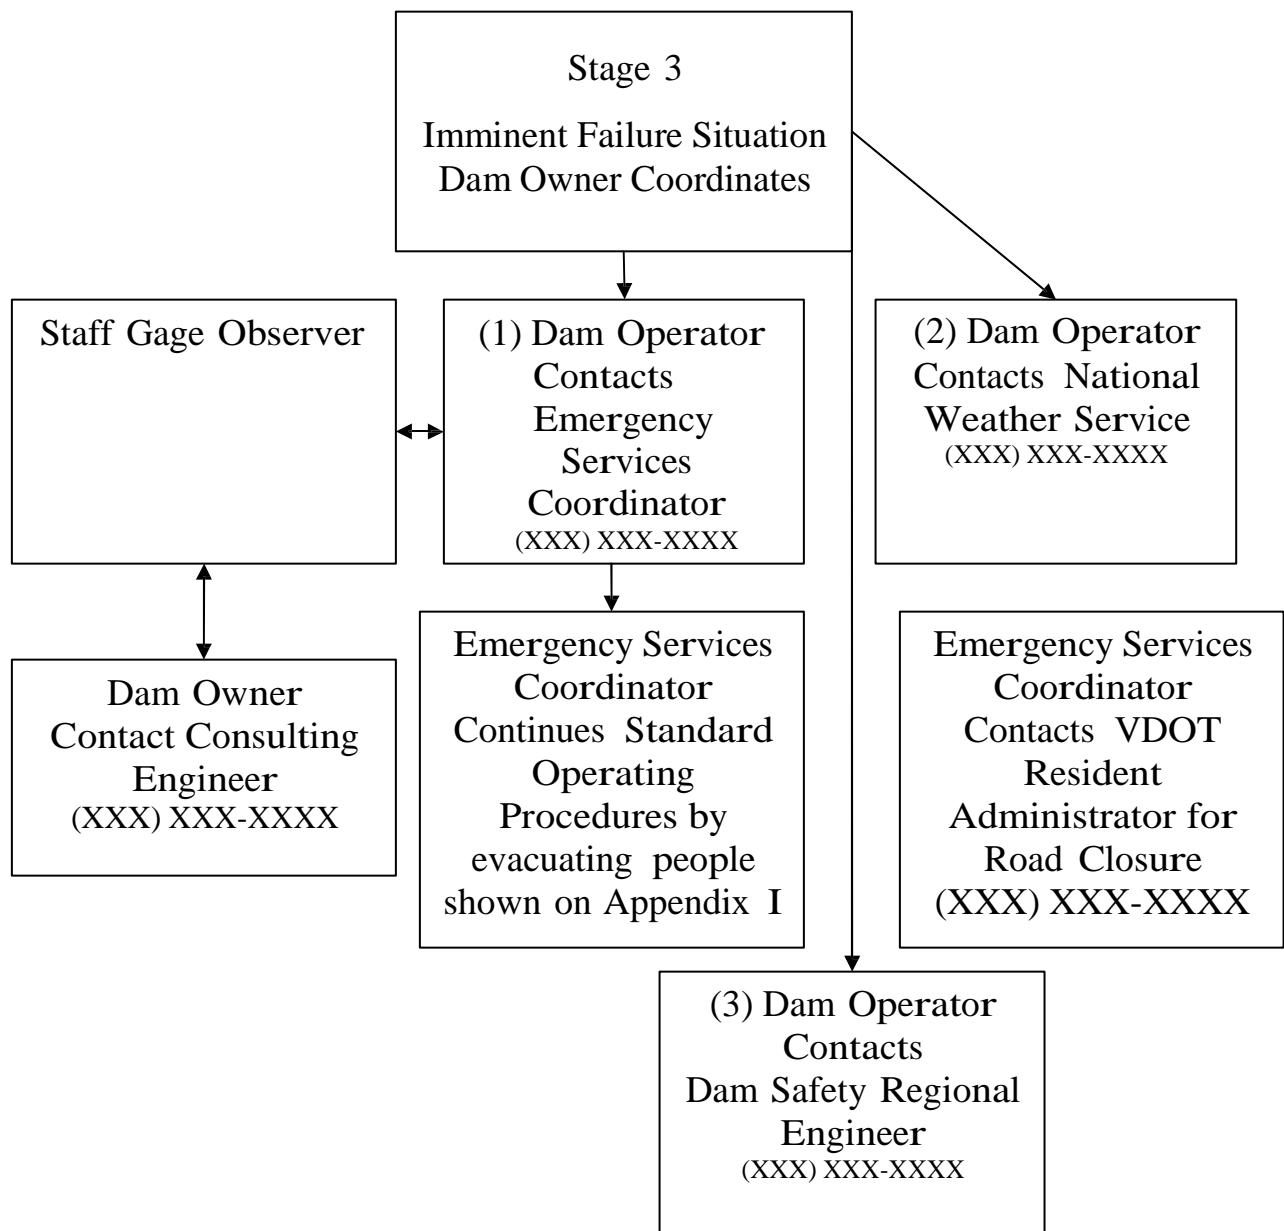 Stage 3
Imminent Failure Situation
Dam Owner Coordinates
Staff Gage Observer
(1) Dam Operator
Contacts
Emergency
Services
Coordinator
(XXX) XXX-XXXX
(2) Dam Operator
Contacts National
Weather Service
(XXX) XXX-XXXX
Dam Owner
Contact Consulting
Engineer
(XXX) XXX-XXXX
Emergency Services
Coordinator
Continues Standard
Operating
Procedures by
evacuating people
shown on Appendix I
Emergency Services
Coordinator
Contacts VDOT
Resident
Administrator for
Road Closure
(XXX) XXX-XXXX
(3) Dam Operator
Contacts
Dam Safety Regional
Engineer
(XXX) XXX-XXXX